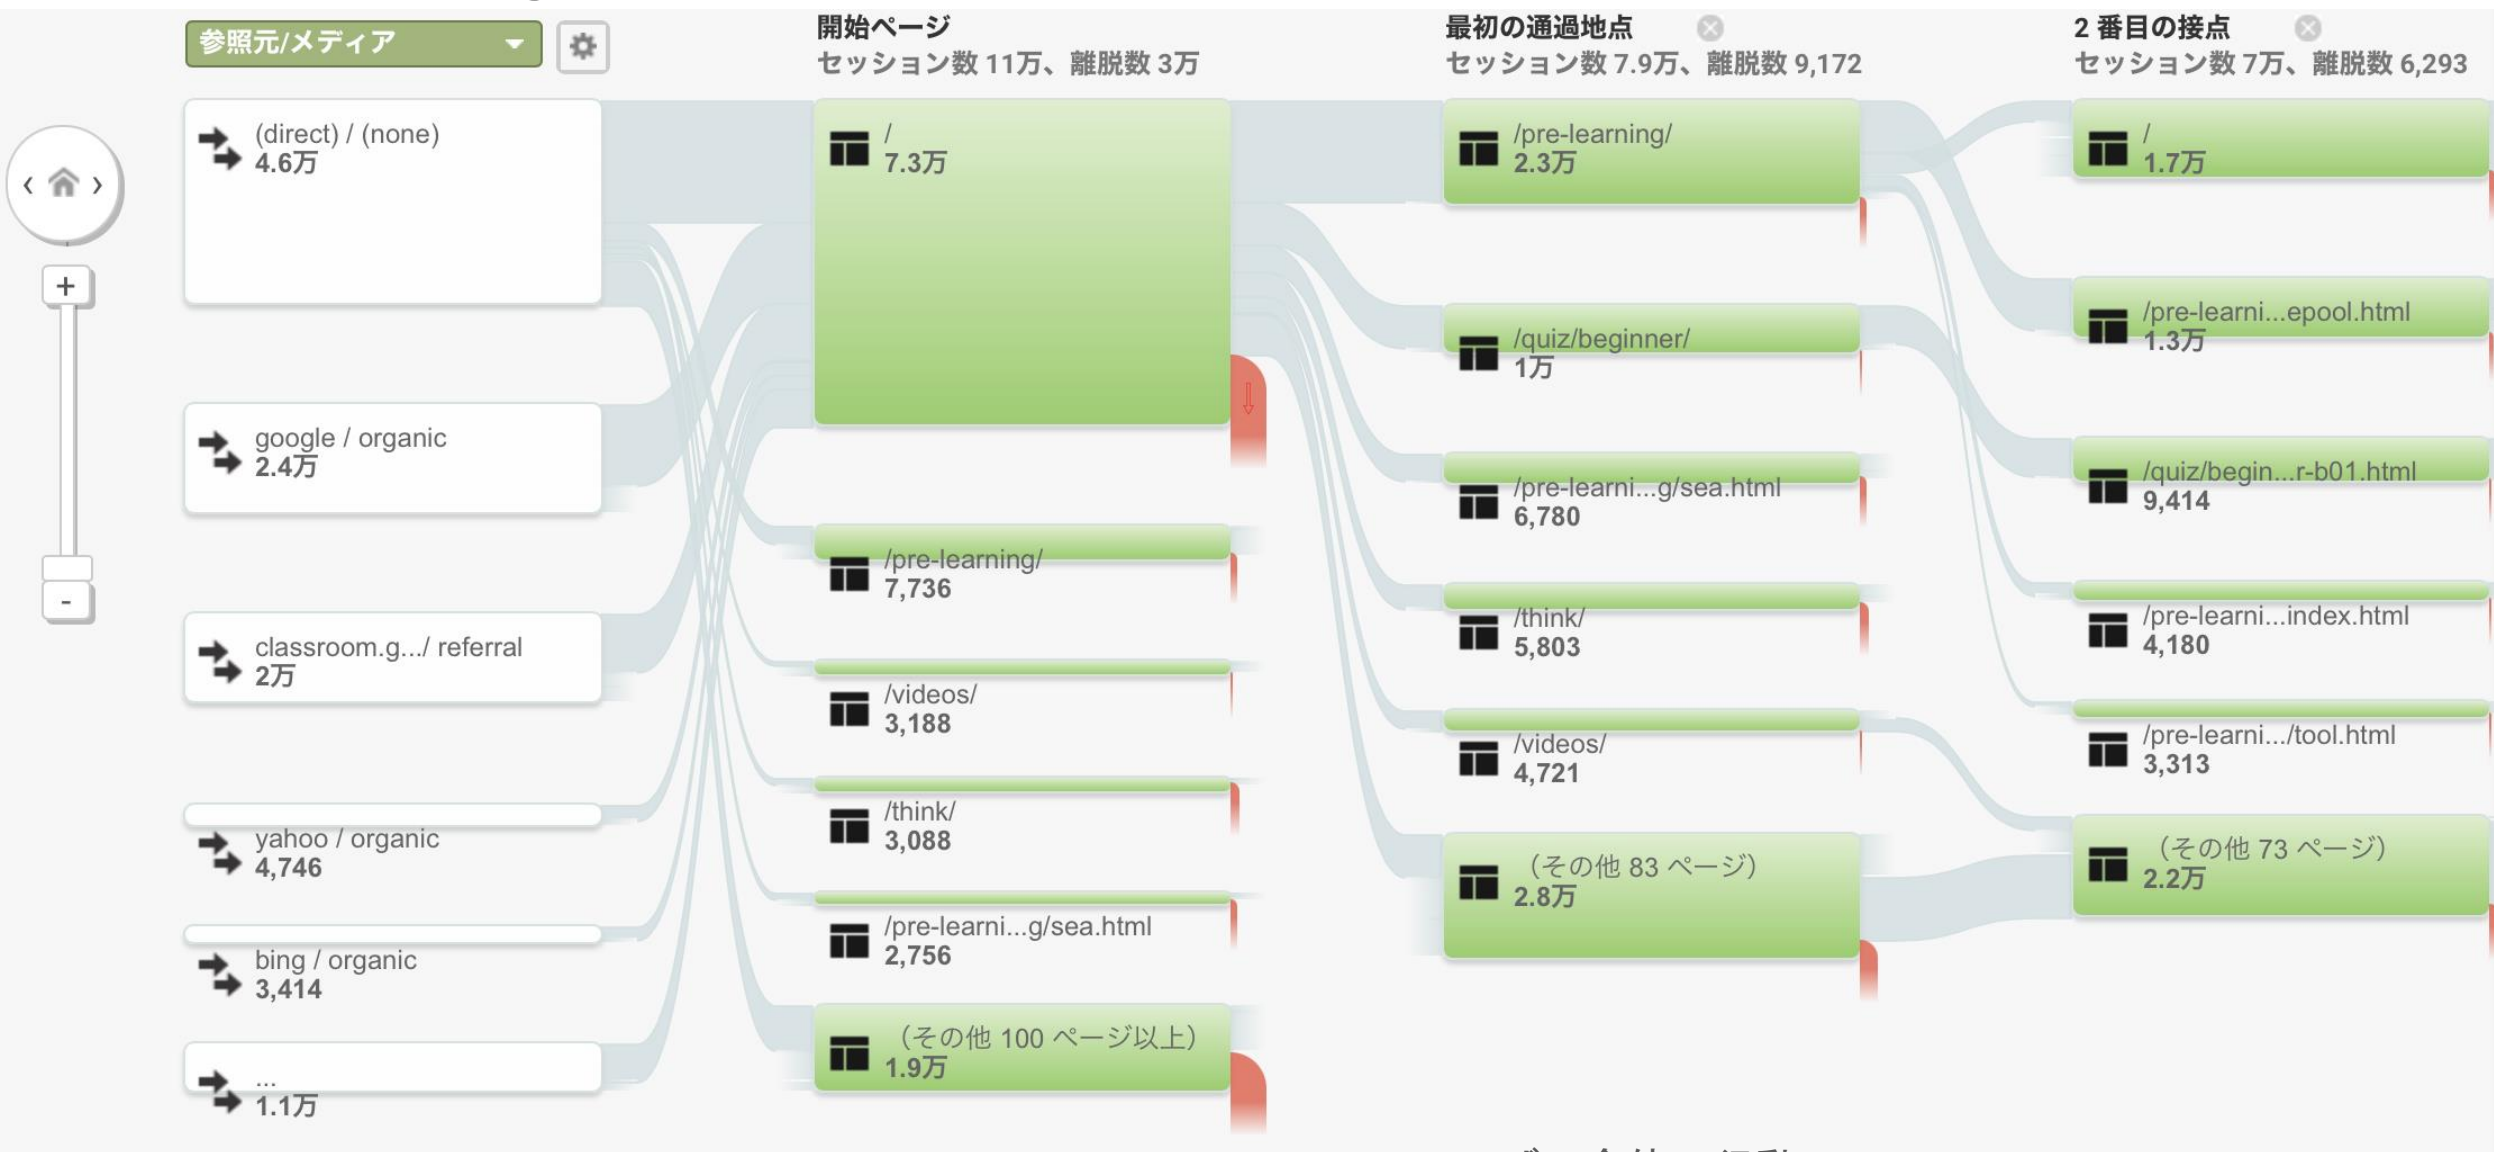 参照元/メディア
(direct) / (none)
4.6万
google / organic
2.4万
classroom.g.../ referral
2万
yahoo / organic
4,746
bing / organic
3,414
...
1.1万
+
-
開始ページ
セッション数 11万、離脱数 3万
/
7.3万
/pre-learning/
7,736
/videos/
3,188
/think/
3,088
/pre-learni...g/sea.html
2,756
（その他 100 ページ以上）
1.9万
最初の通過地点
セッション数 7.9万、離脱数 9,172
/pre-learning/
2.3万
/quiz/beginner/
1万
/pre-learni...g/sea.html
6,780
/think/
5,803
/videos/
4,721
（その他 83 ページ）
2.8万
2 番目の接点
セッション数 7万、離脱数 6,293
/
1.7万
/pre-learni...epool.html
1.3万
/quiz/begin...r-b01.html
9,414
/pre-learni...index.html
4,180
/pre-learni.../tool.html
3,313
（その他 73 ページ）
2.2万